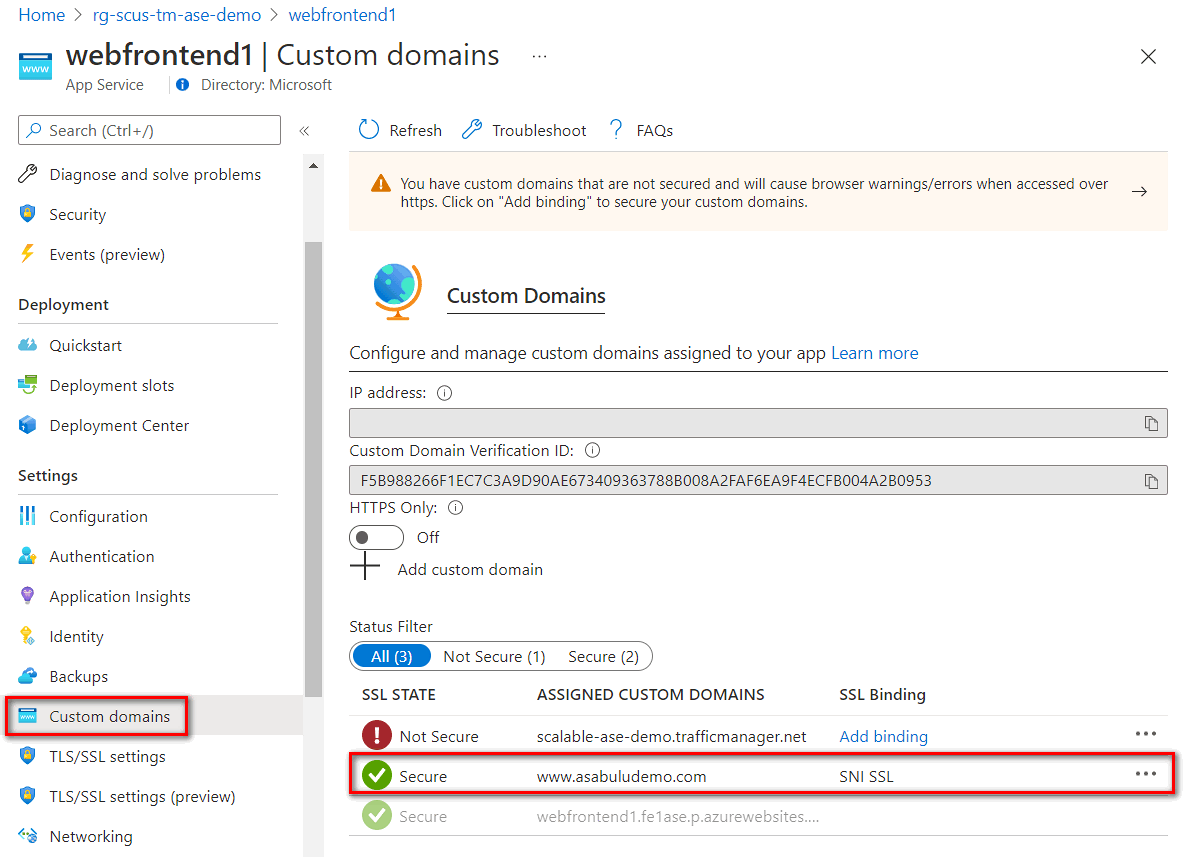 Home > rg-scus-tm-ase-demo > webfrontend1
webfrontend1 | Custom domains ...
App Service
Directory: Microsoft
Search (Ctrl+/)
«
Diagnose and solve problems
Security
Events (preview)
Deployment
Quickstart
Deployment slots
Deployment Center
Settings
Configuration
Authentication
Application Insights
Identity
Backups
Custom domains
TLS/SSL settings
TLS/SSL settings (preview)
Networking
Refresh
Troubleshoot
? FAQs
You have custom domains that are not secured and will cause browser warnings/errors when accessed over
https. Click on "Add binding" to secure your custom domains.
Custom Domains
Configure and manage custom domains assigned to your app Learn more
IP address:
Custom Domain Verification ID:
F5B988266F1EC7C3A9D90AE673409363788B008A2FAF6EA9F4ECFB004A2B0953
HTTPS Only:
Off
Add custom domain
Status Filter
All (3) Not Secure (1) Secure (2)
SSL STATE ASSIGNED CUSTOM DOMAINS SSL Binding
Not Secure scalable-ase-demo.trafficmanager.net Add binding ...
Secure www.asabuludemo.com SNI SSL ...
Secure webfrontend1.fe1ase.p.azurewebsites....